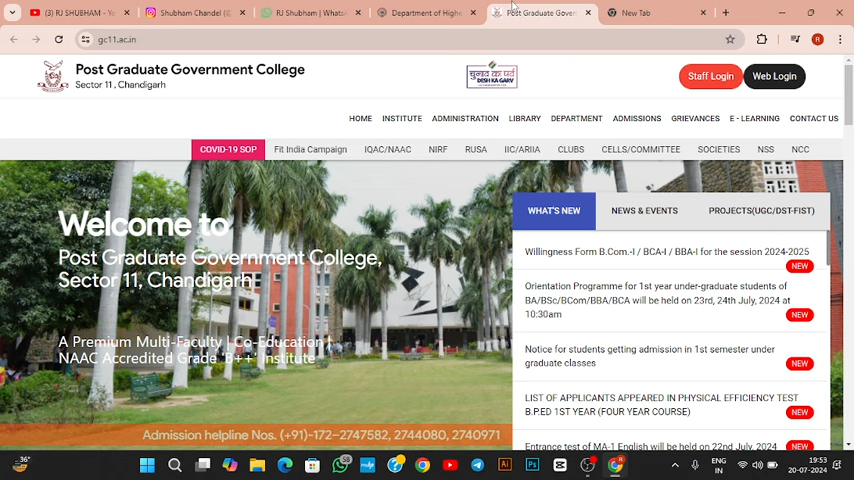 (3) RJ SHUBHAM - Y
Shubham Chandel (
RJ Shubham | WhatsA
Department of Highe
Post Graduate Gover
New Tab
gc11.ac.in
Post Graduate Government College
Sector 11, Chandigarh
चुनाव का पर्व
DESH KA GARV
Staff Login
Web Login
HOME INSTITUTE ADMINISTRATION LIBRARY DEPARTMENT ADMISSIONS GRIEVANCES E - LEARNING CONTACT US
COVID-19 SOP Fit India Campaign IQAC/NAAC NIRF RUSA IIC/ARIIA CLUBS CELLS/COMMITTEE SOCIETIES NSS NCC
Welcome to
Post Graduate Government College,
Sector 11, Chandigarh
A Premium Multi-Faculty | Co-Education |
NAAC Accredited Grade 'B++' Institute
Admission helpline Nos. (+91)-172–2747582, 2744080, 2740971
WHAT'S NEW NEWS & EVENTS PROJECTS(UGC/DST-FIST)
Willingness Form B.Com.-I / BCA-I / BBA-I for the session 2024-2025
NEW
Orientation Programme for 1st year under-graduate students of
BA/BSc/BCom/BBA/BCA will be held on 23rd, 24th July, 2024 at
10:30am
NEW
Notice for students getting admission in 1st semester under
graduate classes
NEW
LIST OF APPLICANTS APPEARED IN PHYSICAL EFFICIENCY TEST
B.P.ED 1ST YEAR (FOUR YEAR COURSE)
NEW
Entrance test of MA-1 English will be held on 22nd July, 2024
NEW
36°
ENG
IN
19:53
20-07-2024